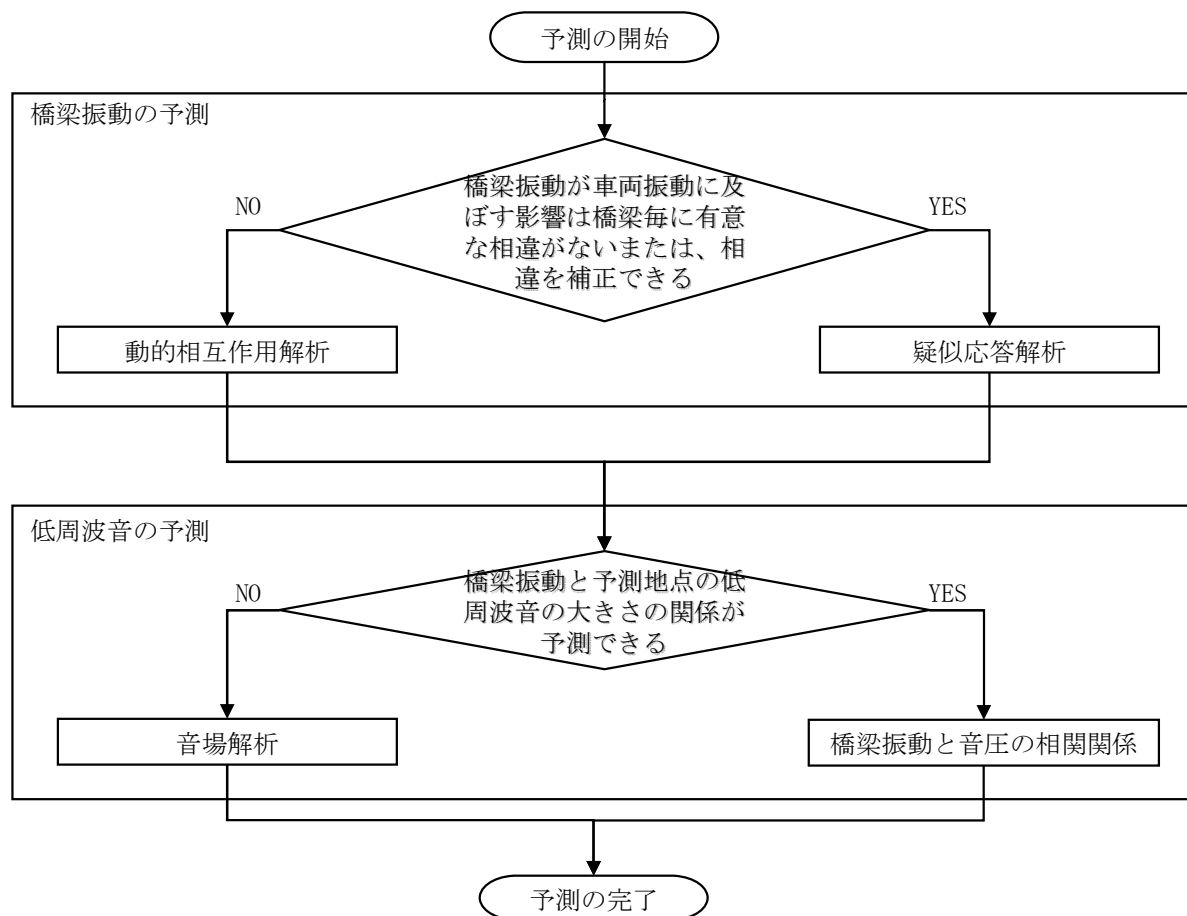 予測の開始
橋梁振動の予測
橋梁振動が車両振動に及
ぼす影響は橋梁毎に有意
な相違がないまたは、相
違を補正できる
NO
YES
動的相互作用解析
疑似応答解析
低周波音の予測
橋梁振動と予測地点の低
周波音の大きさの関係が
予測できる
NO
YES
音場解析
橋梁振動と音圧の相関関係
予測の完了